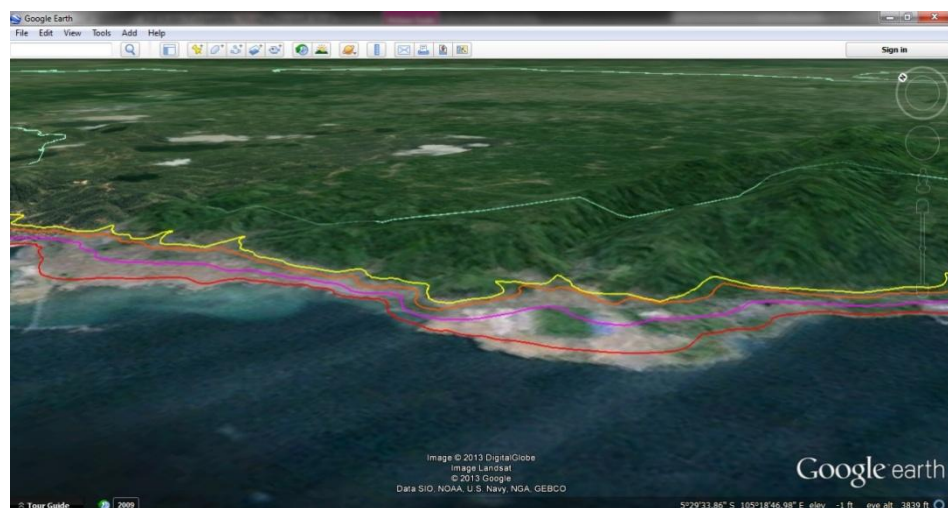 Google Earth
File Edit View Tools Add Help
Sign in
Image © 2013 DigitalGlobe
Image Landsat
© 2013 Google
Data SIO, NOAA, U.S. Navy, NGA, GEBCO
Google earth
Tour Guide 2009 5°29'33.86" S 105°18'46.98" E elev -1 ft eye alt 3839 ft